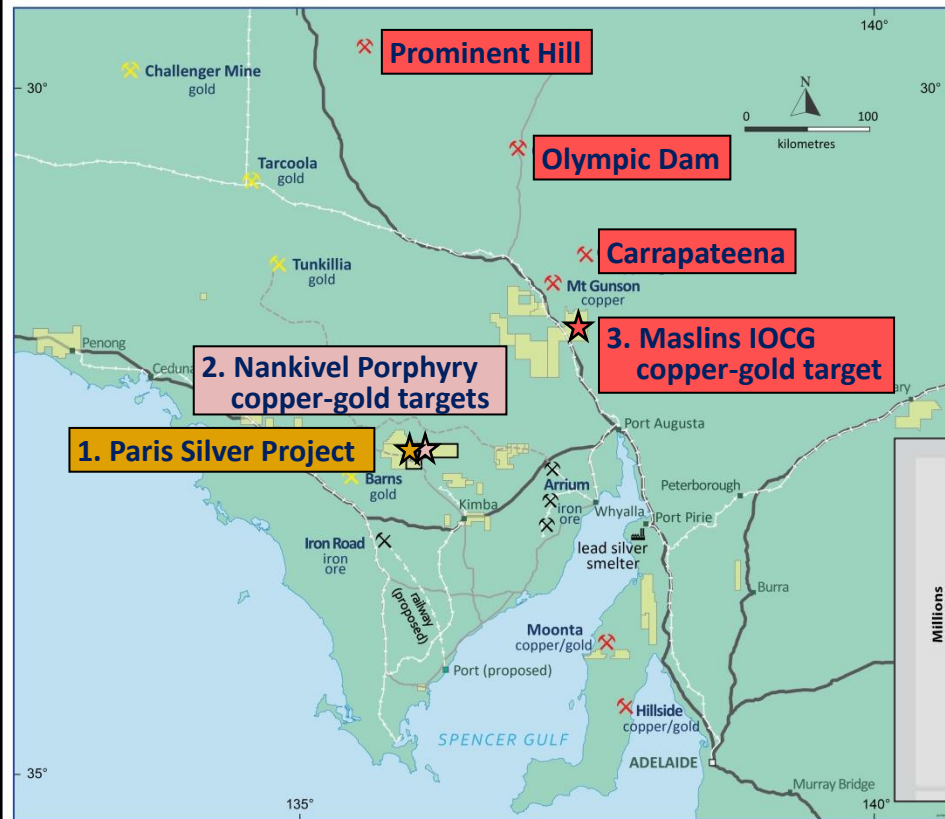 140°
Prominent Hill
Challenger Mine
gold
30°
30°
N
0 100
kilometres
Olympic Dam
Tarcoola
gold
Carrapateena
Tunkillia
gold
Mt Gunson
copper
3. Maslins IOCG
copper-gold target
Penong
Ceduna
2. Nankivel Porphyry
copper-gold targets
Port Augusta
1. Paris Silver Project
Barns
gold
Arrium
iron
ore
Peterborough
Kimba
Whyalla
Port Pirie
Iron Road
iron
ore
lead silver
smelter
Burra
railway
(proposed)
Millions
Moonta
copper/gold
Port (proposed)
Hillside
copper/gold
SPENCER GULF
ADELAIDE
35°
Murray Bridge
135°
140°